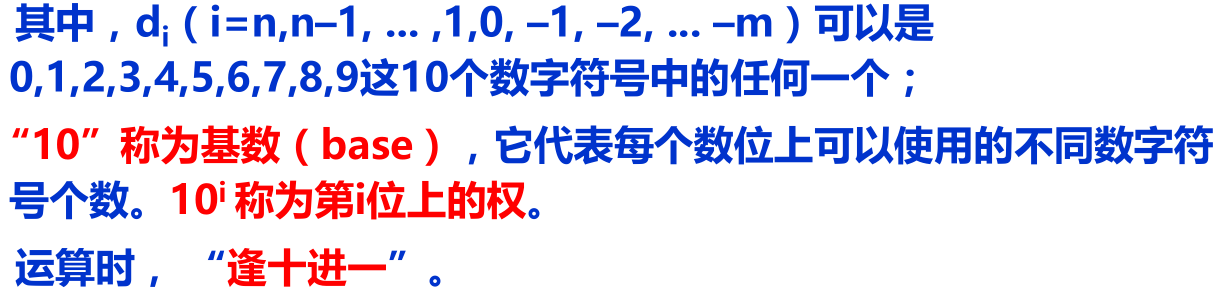 其中，dᵢ（i=n,n–1, ... ,1,0, –1, –2, ... –m）可以是
0,1,2,3,4,5,6,7,8,9这10个数字符号中的任何一个；
“10”称为基数（base），它代表每个数位上可以使用的不同数字符
号个数。10ⁱ 称为第i位上的权。
运算时， “逢十进一”。